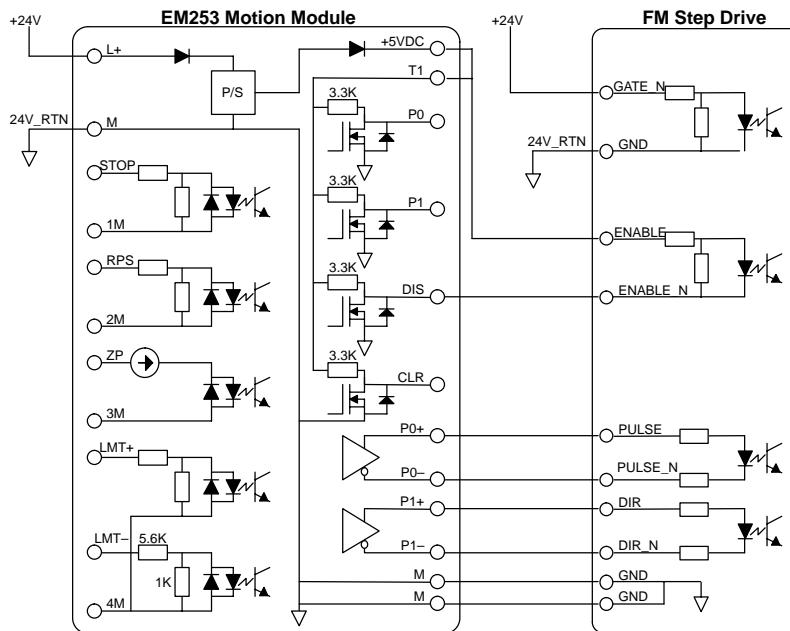 EM253 Motion Module
FM Step Drive
+24V
L+
P/S
24V_RTN
M
STOP
1M
RPS
2M
ZP
3M
LMT+
LMT–
5.6K
1K
4M
+5VDC
T1
3.3K
P0
3.3K
P1
3.3K
DIS
3.3K
CLR
P0+
P0–
P1+
P1–
M
M
+24V
GATE_N
24V_RTN
GND
ENABLE
ENABLE_N
PULSE
PULSE_N
DIR
DIR_N
GND
GND